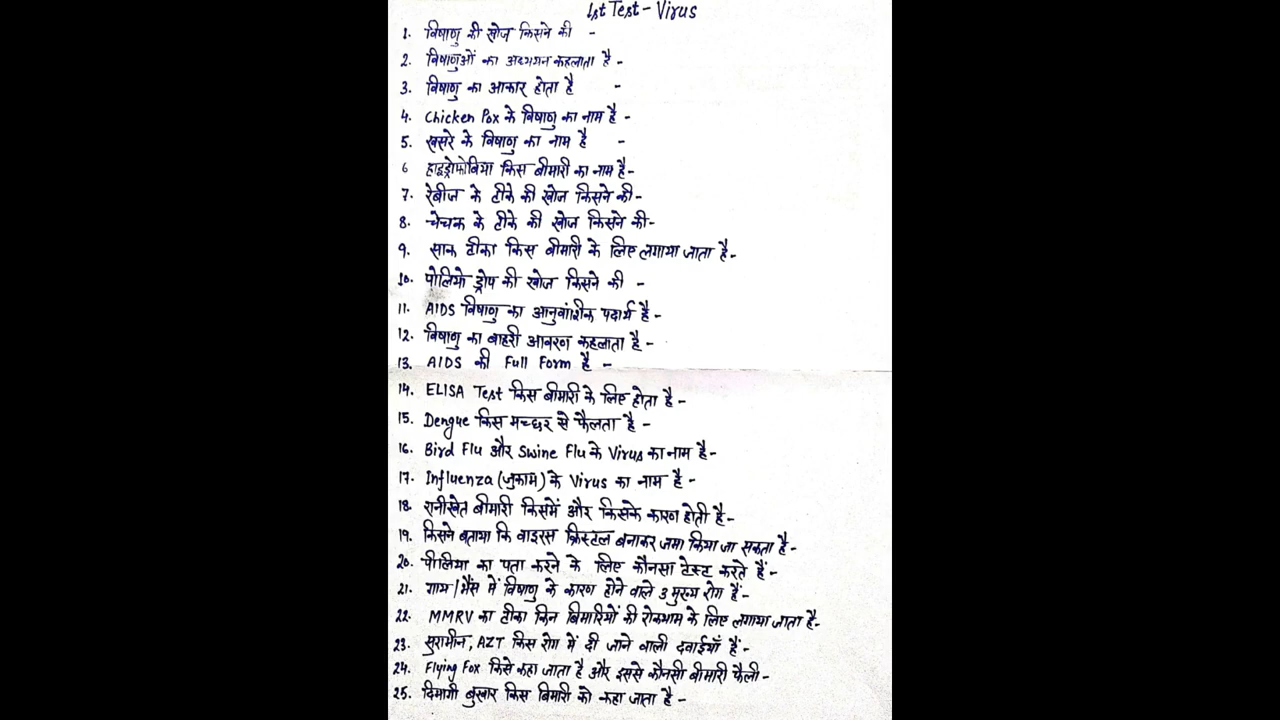 1st Test - Virus
1. विषाणु की खोज किसने की -
2. विषाणुओं का अध्ययन कहलाता है -
3. विषाणु का आकार होता है -
4. Chicken Pox के विषाणु का नाम है -
5. खसरे के विषाणु का नाम है -
6 हाइड्रोफोबिया किस बीमारी का नाम है-
7. रेबीज के टीके की खोज किसने की-
8. चेचक के टीके की खोज किसने की-
9. साक टीका किस बीमारी के लिए लगाया जाता है-
10. पोलियो ड्रोप की खोज किसने की -
11. AIDS विषाणु का आनुवांशिक पदार्थ है-
12. विषाणु का बाहरी आवरण कहलाता है -
13. AIDS की Full Form है -
14. ELISA Test किस बीमारी के लिए होता है -
15. Dengue किस मच्छर से फैलता है -
16. Bird Flu और Swine Flu के Virus का नाम है-
17. Influenza (जुकाम) के Virus का नाम है -
18. रानीखेत बीमारी किसमें और किसके कारण होती है-
19. किसने बताया कि वाइरस क्रिस्टल बनाकर जमा किया जा सकता है-
20. पीलिया का पता करने के लिए कौनसा टेस्ट करते हैं-
21. गाय/भैंस में विषाणु के कारण होने वाले 3 मुख्य रोग हैं-
22. MMRV का टीका किन बिमारियों की रोकथाम के लिए लगाया जाता है-
23. सुरामीन, AZT किस रोग में दी जाने वाली दवाईयाँ हैं-
24. Flying Fox किसे कहा जाता है और इससे कौनसी बीमारी फैली-
25. दिमागी बुखार किस बिमारी को कहा जाता है-